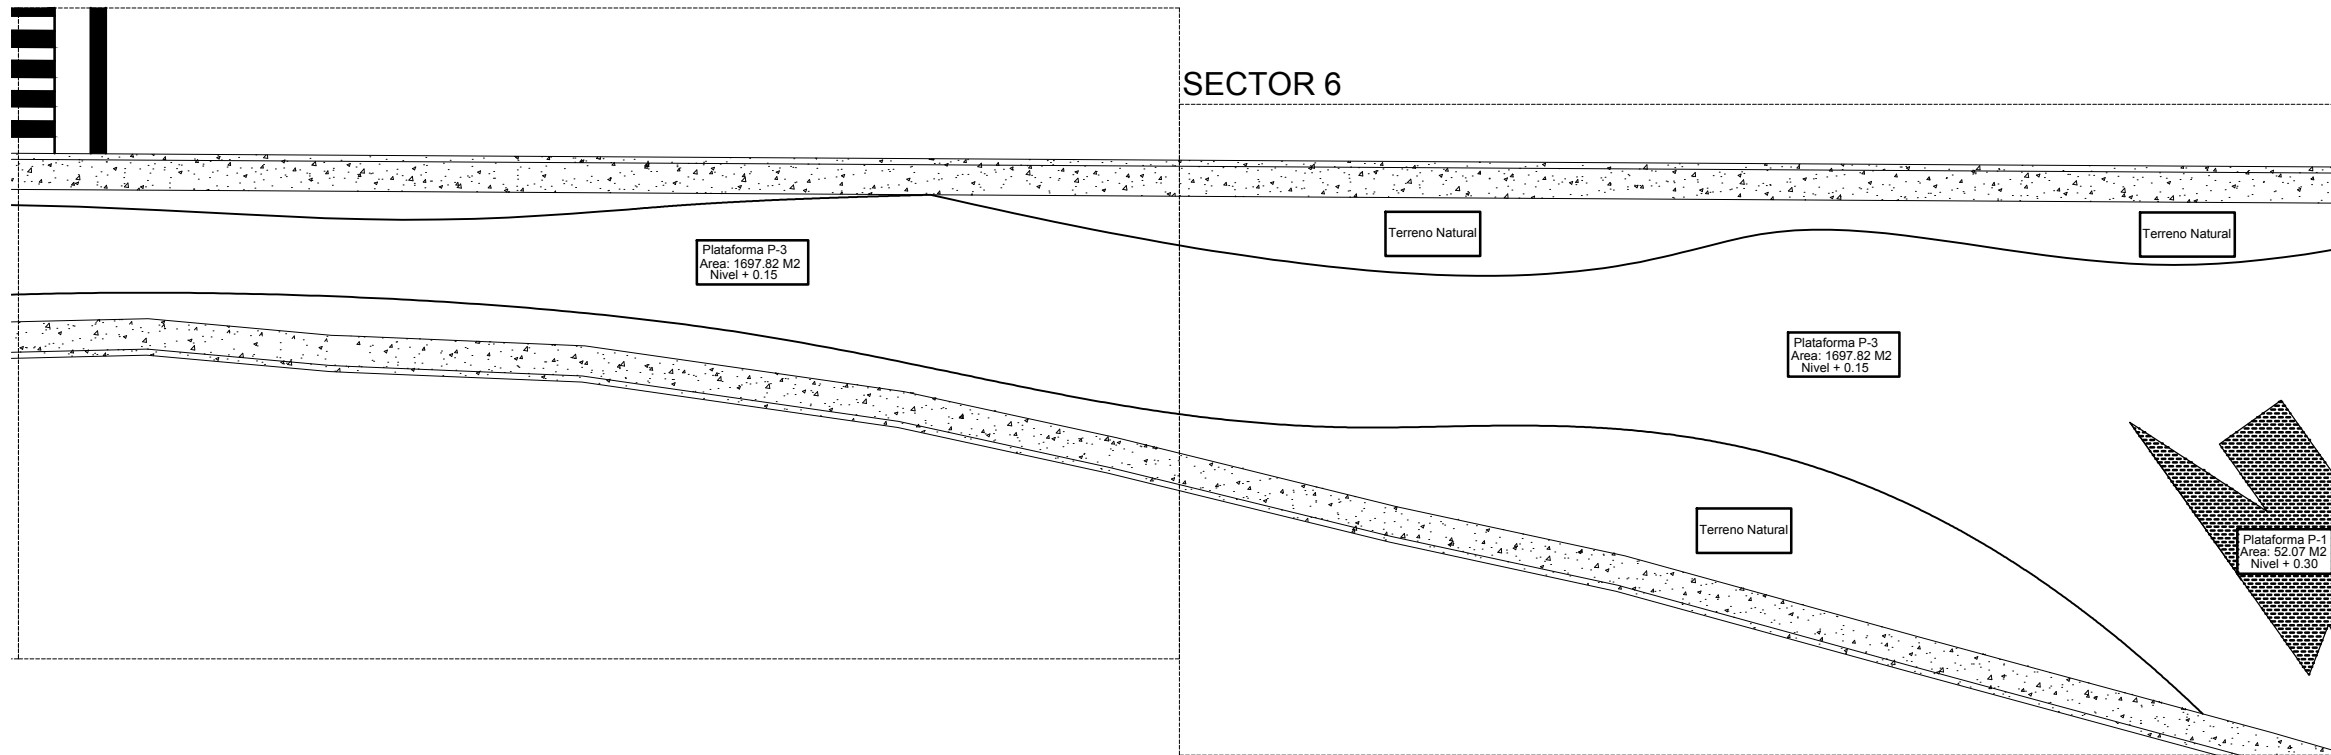 SECTOR 6
Terreno Natural
Terreno Natural
Plataforma P-3
Area: 1697.82 M2
Nivel + 0.15
Plataforma P-3
Area: 1697.82 M2
Nivel + 0.15
Terreno Natural
Plataforma P-1
Area: 52.07 M2
Nivel + 0.30